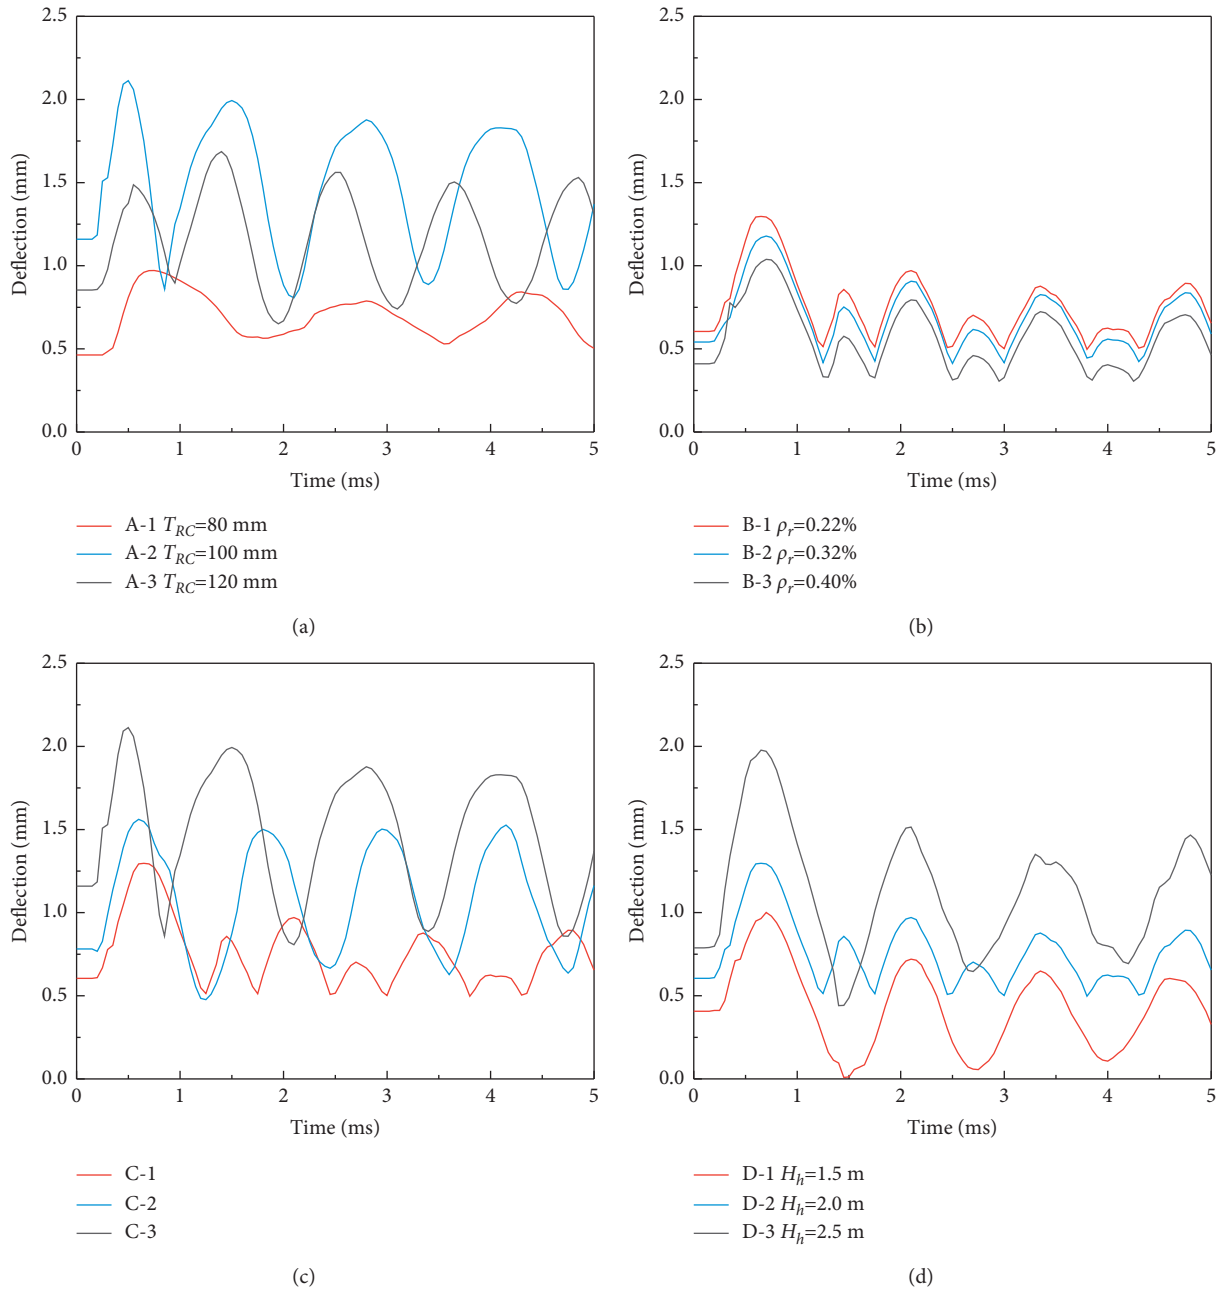 2.5
2.0
1.5
1.0
0.5
0.0
Deflection (mm)
0 1 2 3 4 5
Time (ms)
A-1 T_RC=80 mm
A-2 T_RC=100 mm
A-3 T_RC=120 mm
(a)
2.5
2.0
1.5
1.0
0.5
0.0
Deflection (mm)
0 1 2 3 4 5
Time (ms)
B-1 ρ_r=0.22%
B-2 ρ_r=0.32%
B-3 ρ_r=0.40%
(b)
2.5
2.0
1.5
1.0
0.5
0.0
Deflection (mm)
0 1 2 3 4 5
Time (ms)
C-1
C-2
C-3
(c)
2.5
2.0
1.5
1.0
0.5
0.0
Deflection (mm)
0 1 2 3 4 5
Time (ms)
D-1 H_h=1.5 m
D-2 H_h=2.0 m
D-3 H_h=2.5 m
(d)